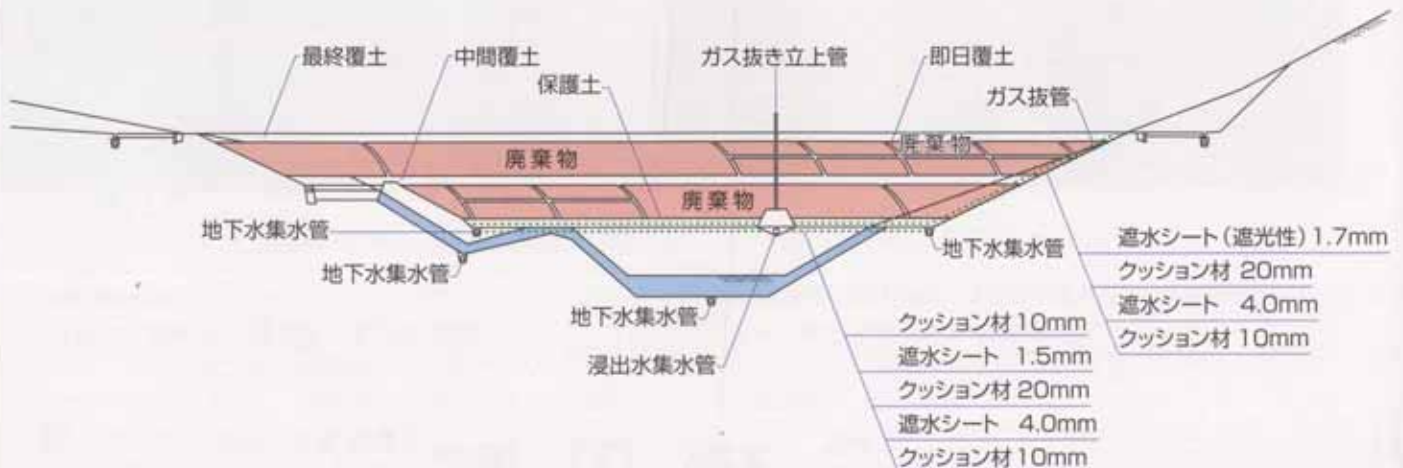 最終覆土
中間覆土
保護土
ガス抜き立上管
即日覆土
ガス抜管
廃棄物
廃棄物
廃棄物
地下水集水管
地下水集水管
地下水集水管
地下水集水管
浸出水集水管
遮水シート(遮光性) 1.7mm
クッション材 20mm
遮水シート 4.0mm
クッション材 10mm
クッション材 10mm
遮水シート 1.5mm
クッション材 20mm
遮水シート 4.0mm
クッション材 10mm